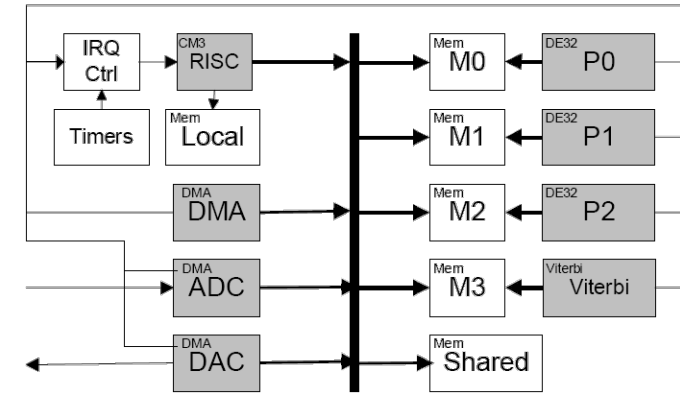 IRQ
Ctrl
CM3
RISC
Mem
M0
DE32
P0
Timers
Mem
Local
Mem
M1
DE32
P1
DMA
DMA
Mem
M2
DE32
P2
DMA
ADC
Mem
M3
Viterbi
Viterbi
DMA
DAC
Mem
Shared